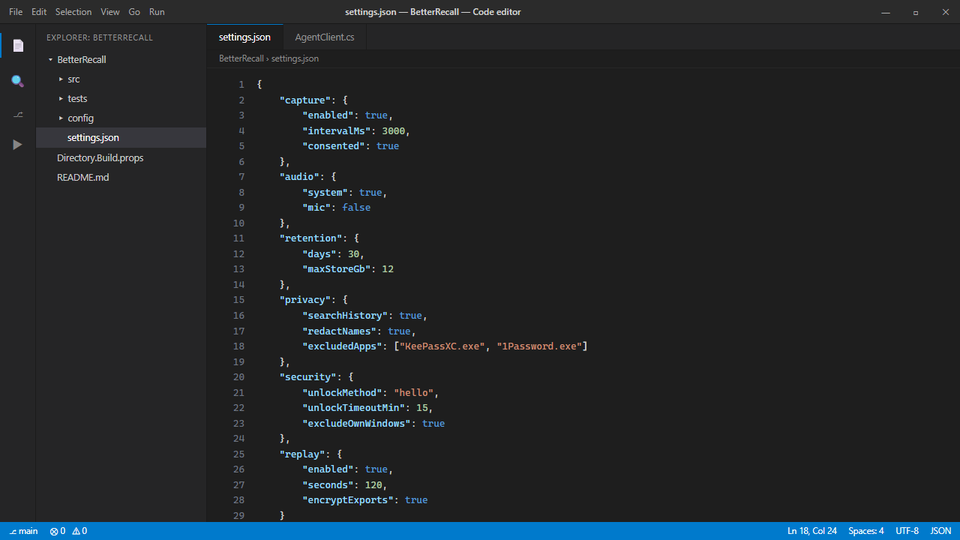 File Edit Selection View Go Run
settings.json — BetterRecall — Code editor
EXPLORER: BETTERRECALL
BetterRecall
src
tests
config
settings.json
Directory.Build.props
README.md
settings.json AgentClient.cs
BetterRecall › settings.json
1 {
2     "capture": {
3         "enabled": true,
4         "intervalMs": 3000,
5         "consented": true
6     },
7     "audio": {
8         "system": true,
9         "mic": false
10     },
11     "retention": {
12         "days": 30,
13         "maxStoreGb": 12
14     },
15     "privacy": {
16         "searchHistory": true,
17         "redactNames": true,
18         "excludedApps": ["KeePassXC.exe", "1Password.exe"]
19     },
20     "security": {
21         "unlockMethod": "hello",
22         "unlockTimeoutMin": 15,
23         "excludeOwnWindows": true
24     },
25     "replay": {
26         "enabled": true,
27         "seconds": 120,
28         "encryptExports": true
29     }
main 0 0 Ln 18, Col 24 Spaces: 4 UTF-8 JSON